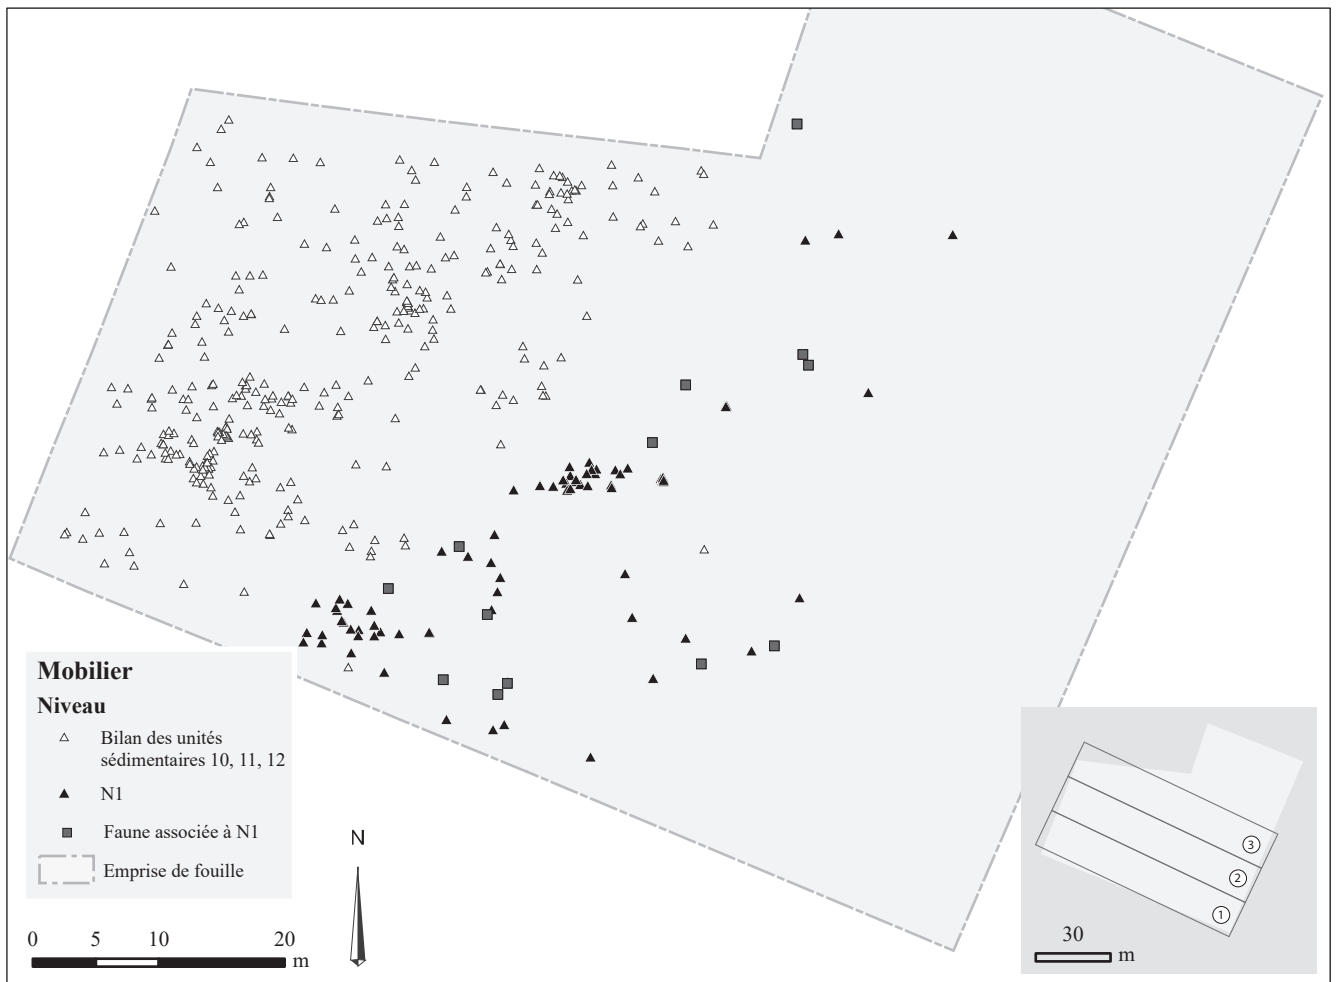 Mobilier
Niveau
Bilan des unités
sédimentaires 10, 11, 12
N1
Faune associée à N1
Emprise de fouille
N
0 5 10 20
m
3
2
1
30
m